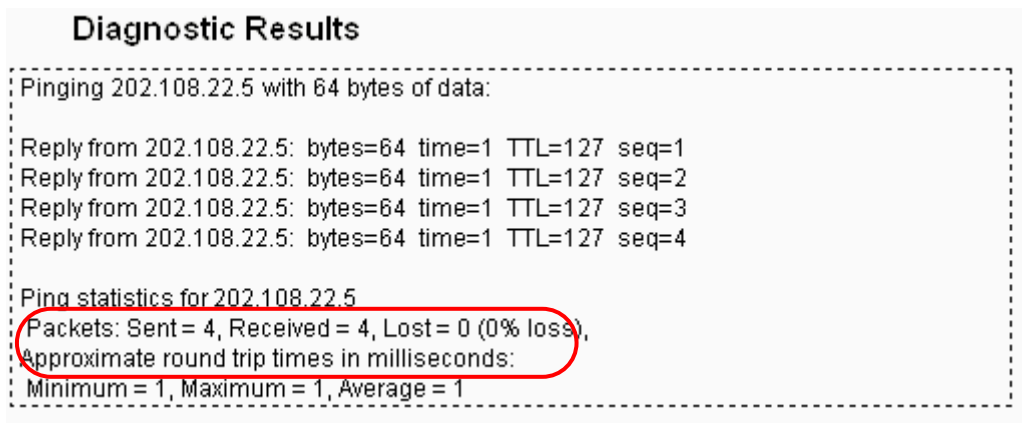 Diagnostic Results
Pinging 202.108.22.5 with 64 bytes of data:
Reply from 202.108.22.5: bytes=64 time=1 TTL=127 seq=1
Reply from 202.108.22.5: bytes=64 time=1 TTL=127 seq=2
Reply from 202.108.22.5: bytes=64 time=1 TTL=127 seq=3
Reply from 202.108.22.5: bytes=64 time=1 TTL=127 seq=4
Ping statistics for 202.108.22.5
Packets: Sent = 4, Received = 4, Lost = 0 (0% loss),
Approximate round trip times in milliseconds:
Minimum = 1, Maximum = 1, Average = 1